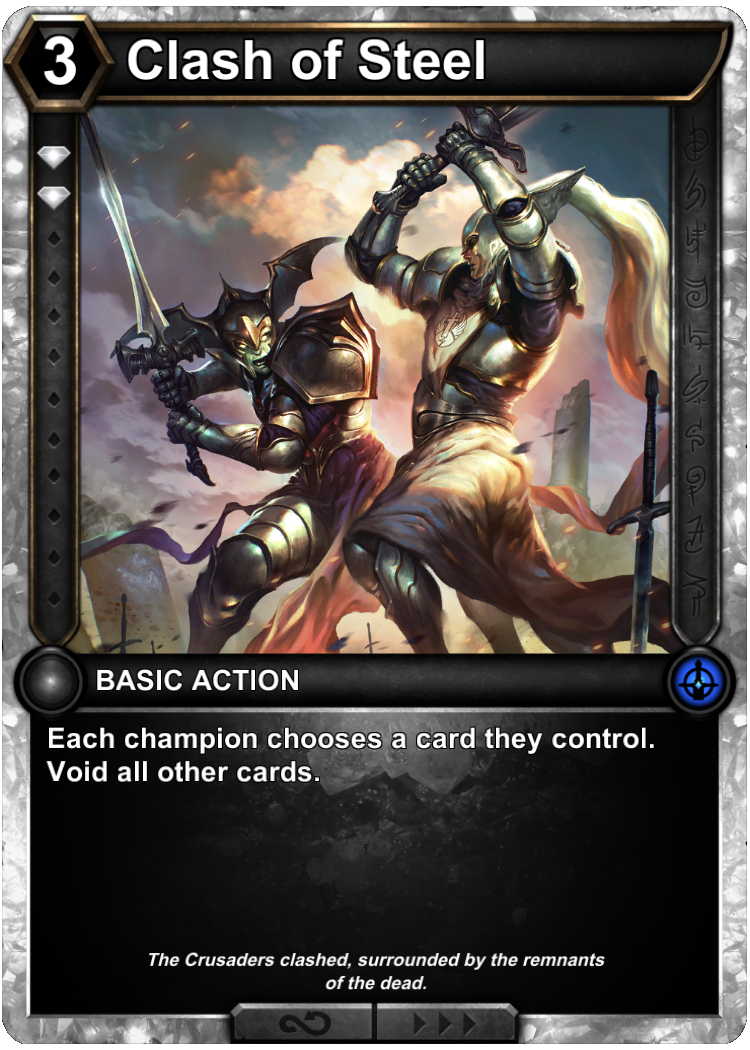 3 Clash of Steel
BASIC ACTION
Each champion chooses a card they control.
Void all other cards.
The Crusaders clashed, surrounded by the remnants
of the dead.